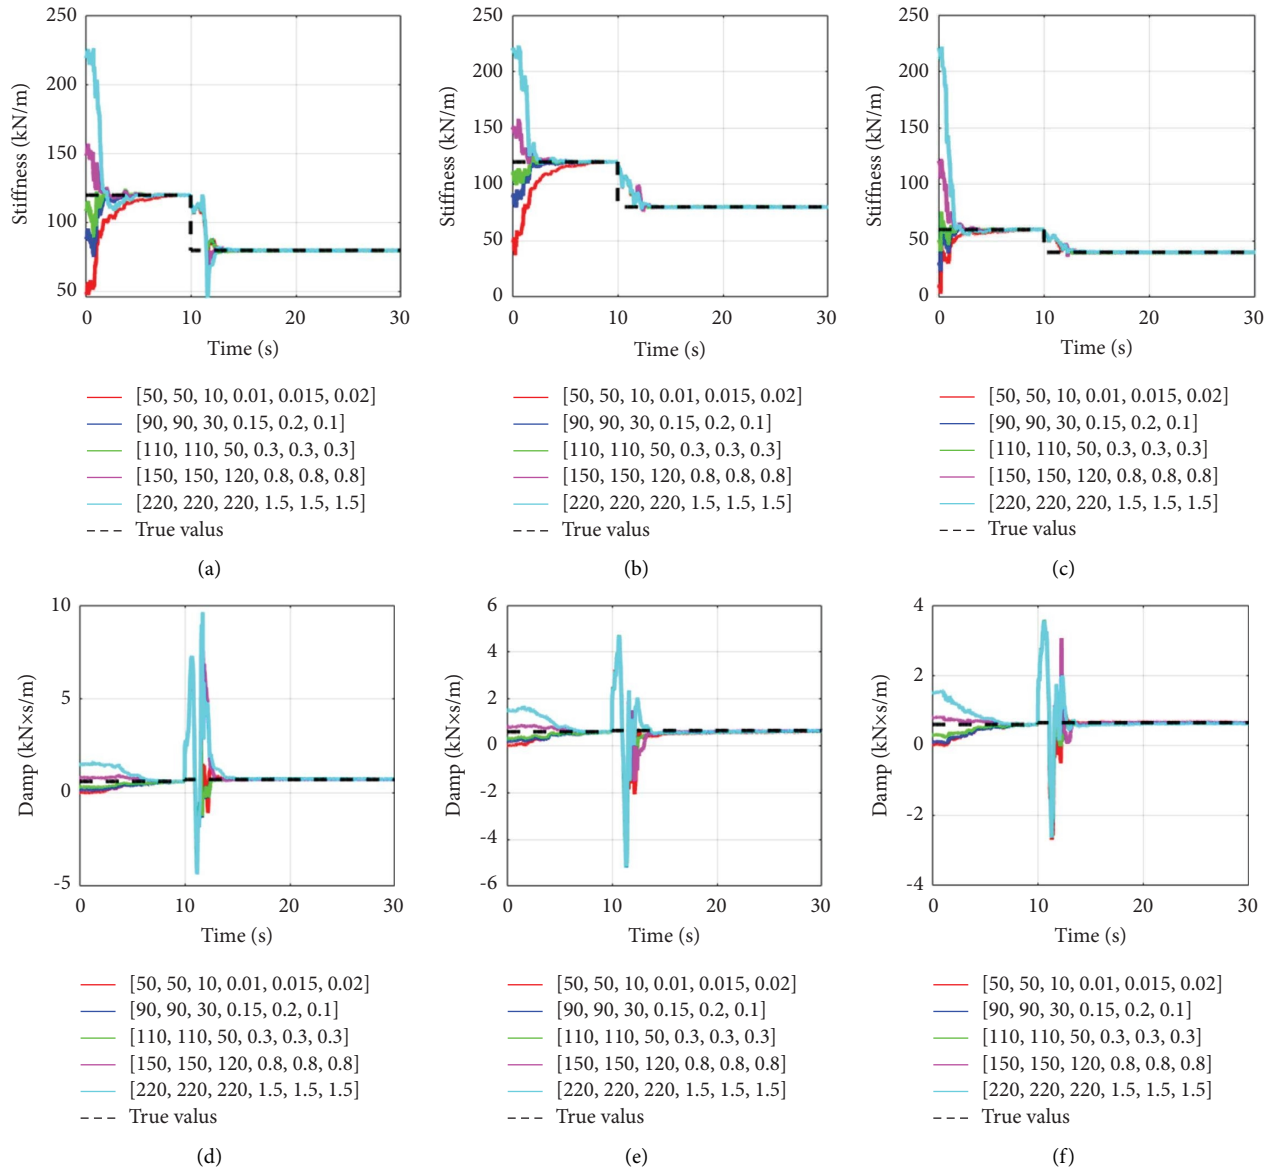 250
200
150
100
50
Stiffness (kN/m)
0 10 20 30
Time (s)
[50, 50, 10, 0.01, 0.015, 0.02]
[90, 90, 30, 0.15, 0.2, 0.1]
[110, 110, 50, 0.3, 0.3, 0.3]
[150, 150, 120, 0.8, 0.8, 0.8]
[220, 220, 220, 1.5, 1.5, 1.5]
True valus
(a)
250
200
150
100
50
0
Stiffness (kN/m)
0 10 20 30
Time (s)
[50, 50, 10, 0.01, 0.015, 0.02]
[90, 90, 30, 0.15, 0.2, 0.1]
[110, 110, 50, 0.3, 0.3, 0.3]
[150, 150, 120, 0.8, 0.8, 0.8]
[220, 220, 220, 1.5, 1.5, 1.5]
True valus
(b)
250
200
150
100
50
0
Stiffness (kN/m)
0 10 20 30
Time (s)
[50, 50, 10, 0.01, 0.015, 0.02]
[90, 90, 30, 0.15, 0.2, 0.1]
[110, 110, 50, 0.3, 0.3, 0.3]
[150, 150, 120, 0.8, 0.8, 0.8]
[220, 220, 220, 1.5, 1.5, 1.5]
True valus
(c)
10
5
0
-5
Damp (kN×s/m)
0 10 20 30
Time (s)
[50, 50, 10, 0.01, 0.015, 0.02]
[90, 90, 30, 0.15, 0.2, 0.1]
[110, 110, 50, 0.3, 0.3, 0.3]
[150, 150, 120, 0.8, 0.8, 0.8]
[220, 220, 220, 1.5, 1.5, 1.5]
True valus
(d)
6
4
2
0
-2
-4
-6
Damp (kN×s/m)
0 10 20 30
Time (s)
[50, 50, 10, 0.01, 0.015, 0.02]
[90, 90, 30, 0.15, 0.2, 0.1]
[110, 110, 50, 0.3, 0.3, 0.3]
[150, 150, 120, 0.8, 0.8, 0.8]
[220, 220, 220, 1.5, 1.5, 1.5]
True valus
(e)
4
2
0
-2
-4
Damp (kN×s/m)
0 10 20 30
Time (s)
[50, 50, 10, 0.01, 0.015, 0.02]
[90, 90, 30, 0.15, 0.2, 0.1]
[110, 110, 50, 0.3, 0.3, 0.3]
[150, 150, 120, 0.8, 0.8, 0.8]
[220, 220, 220, 1.5, 1.5, 1.5]
True valus
(f)